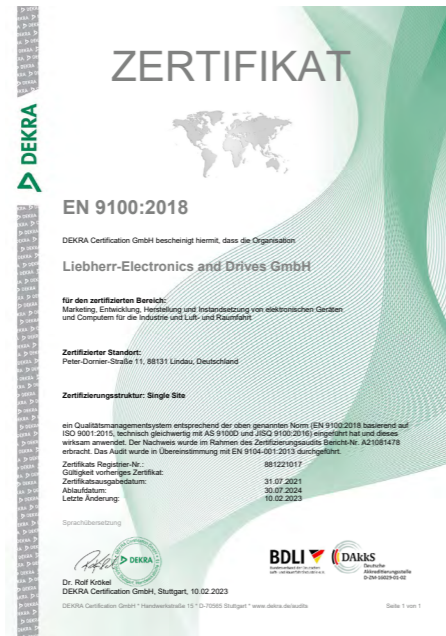 ZERTIFIKAT
DEKRA
EN 9100:2018
DEKRA Certification GmbH bescheinigt hiermit, dass die Organisation
Liebherr-Electronics and Drives GmbH
für den zertifizierten Bereich:
Marketing, Entwicklung, Herstellung und Instandsetzung von elektronischen Geräten
und Computern für die Industrie und Luft- und Raumfahrt
Zertifizierter Standort:
Peter-Dornier-Straße 11, 88131 Lindau, Deutschland
Zertifizierungsstruktur: Single Site
ein Qualitätsmanagementsystem entsprechend der oben genannten Norm (EN 9100:2018 basierend auf
ISO 9001:2015, technisch gleichwertig mit AS 9100D und JISQ 9100:2016) eingeführt hat und dieses
wirksam anwendet. Der Nachweis wurde im Rahmen des Zertifizierungsaudits Bericht-Nr. A21081478
erbracht. Das Audit wurde in Übereinstimmung mit EN 9104-001:2013 durchgeführt.
Zertifikats Registrier-Nr.: 881221017
Gültigkeit vorheriges Zertifikat:
Zertifikatsausgabedatum: 31.07.2021
Ablaufdatum: 30.07.2024
Letzte Änderung: 10.02.2023
Sprachübersetzung
DEKRA
BDLI
DAkkS
Deutsche
Akkreditierungsstelle
D-ZM-16029-01-02
Dr. Rolf Krökel
DEKRA Certification GmbH, Stuttgart, 10.02.2023
DEKRA Certification GmbH * Handwerkstraße 15 * D-70565 Stuttgart * www.dekra.de/audits Seite 1 von 1